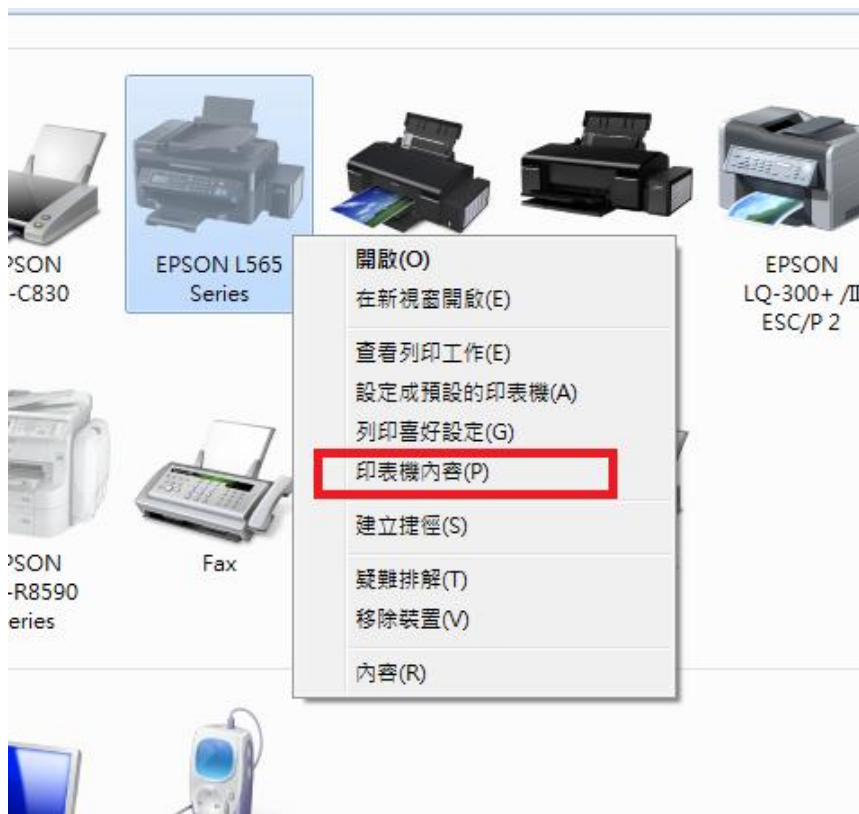 PSON
-C830
EPSON L565
Series
EPSON
LQ-300+ /II
ESC/P 2
開啟(O)
在新視窗開啟(E)
查看列印工作(E)
設定成預設的印表機(A)
列印喜好設定(G)
印表機內容(P)
建立捷徑(S)
疑難排解(T)
移除裝置(V)
內容(R)
PSON
-R8590
eries
Fax